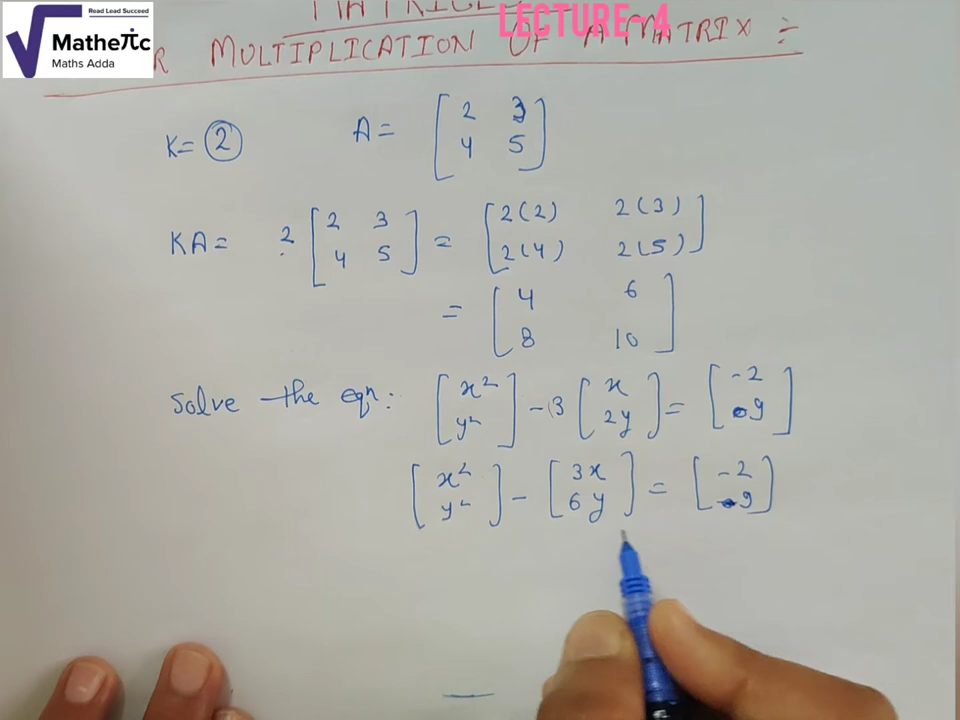 MATRICES
LECTURE-4
Read Lead Succeed
Matheπc
Maths Adda
R MULTIPLICATION OF A MATRIX :-
K= 2 A= [ 2 3 ; 4 5 ]
KA= 2 [ 2 3 ; 4 5 ] = [ 2(2) 2(3) ; 2(4) 2(5) ]
= [ 4 6 ; 8 10 ]
Solve the eqn: [ x² ; y² ] - 3 [ x ; 2y ] = [ -2 ; 9 ]
[ x² ; y² ] - [ 3x ; 6y ] = [ -2 ; -9 ]